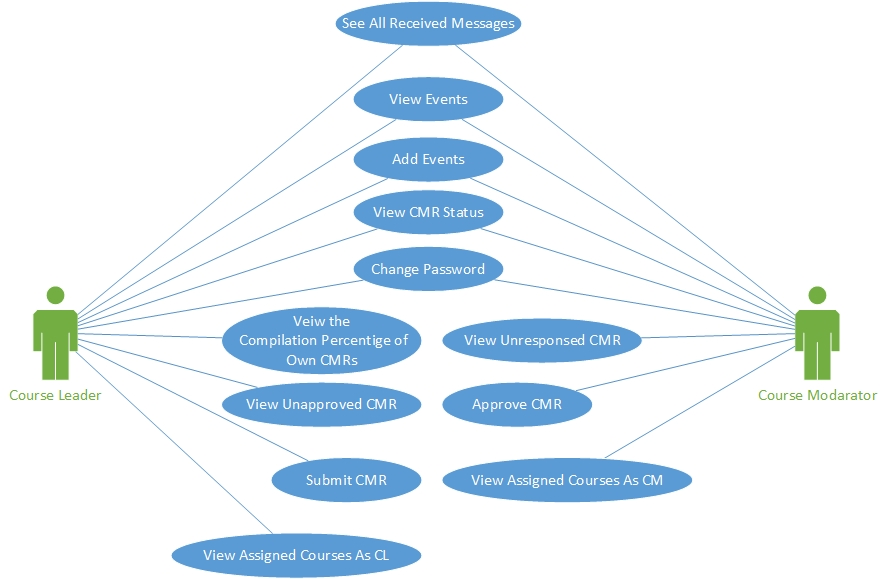 See All Received Messages
View Events
Add Events
View CMR Status
Change Password
Veiw the
Compilation Percentige of
Own CMRs
View Unresponsed CMR
Course Leader
Course Modarator
View Unapproved CMR
Approve CMR
Submit CMR
View Assigned Courses As CM
View Assigned Courses As CL